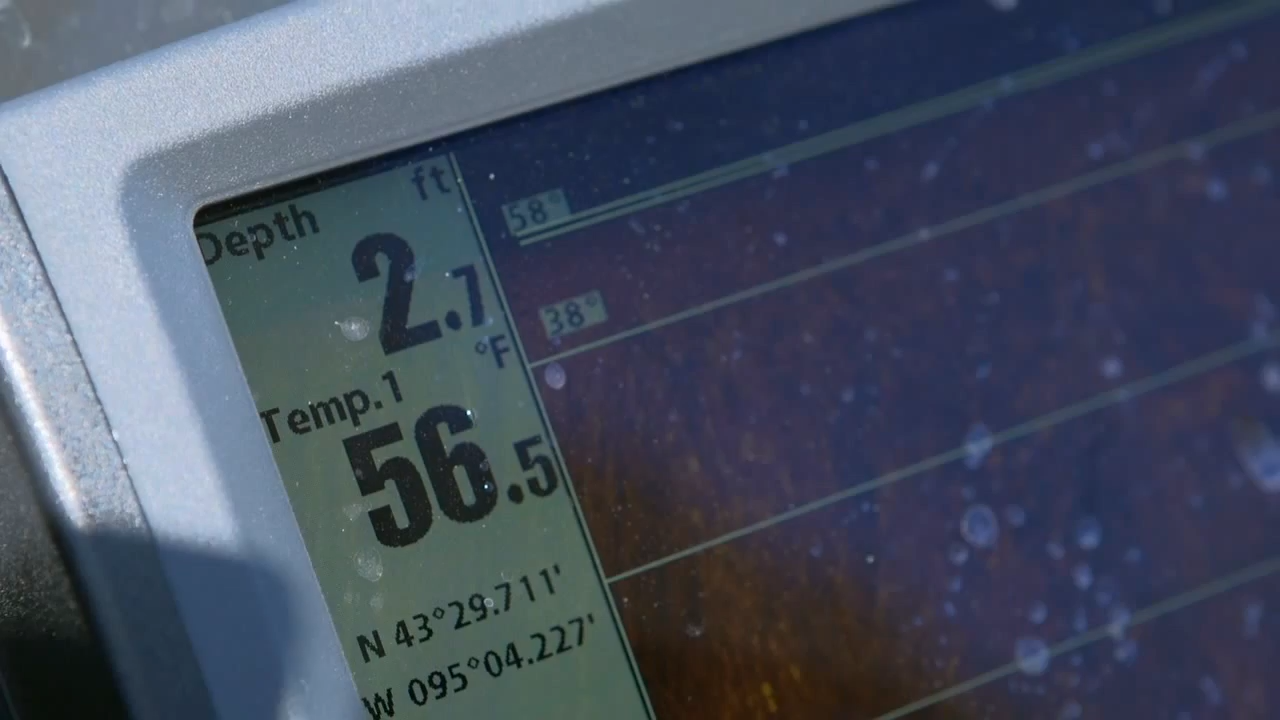 ft
Depth
2.7
°F
Temp.1
56.5
N 43°29.711'
W 095°04.227'
58°
38°